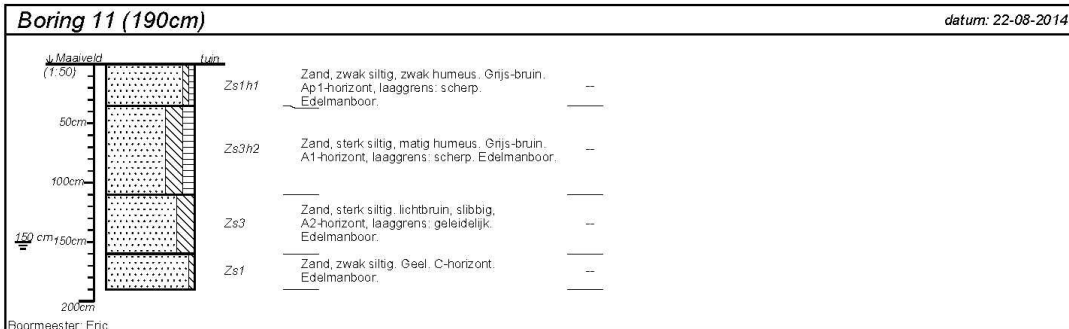 Boring 11 (190cm)
datum: 22-08-2014
Maaiveld
tuin
(1:50)
Zs1h1
Zand, zwak siltig, zwak humeus. Grijs-bruin.
Ap1-horizont, laaggrens: scherp.
Edelmanboor.
--
50cm
Zs3h2
Zand, sterk siltig, matig humeus. Grijs-bruin.
A1-horizont, laaggrens: scherp. Edelmanboor.
--
100cm
Zs3
Zand, sterk siltig. lichtbruin, slibbig,
A2-horizont, laaggrens: geleidelijk.
Edelmanboor.
--
150 cm
150cm
Zs1
Zand, zwak siltig. Geel. C-horizont.
Edelmanboor.
--
200cm
Boormeester: Eric